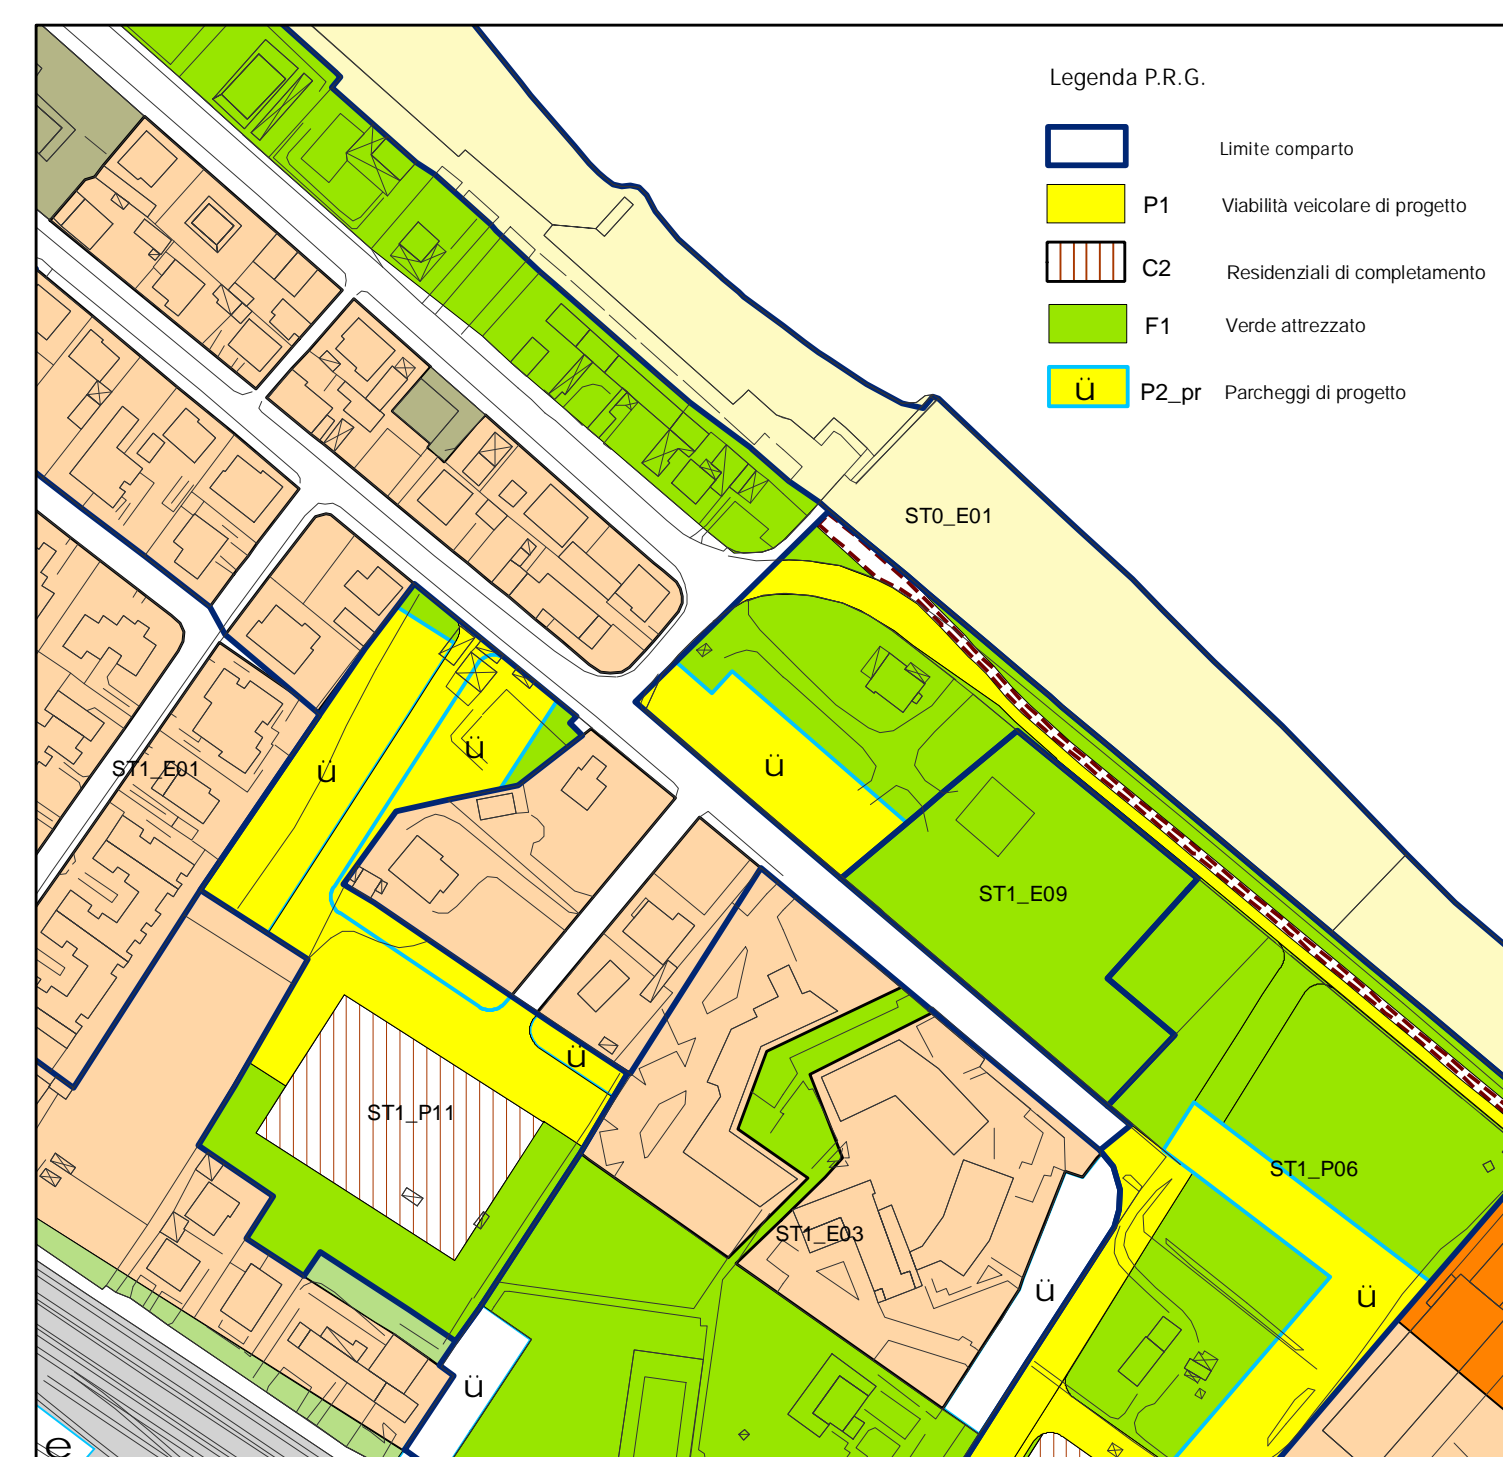 Legenda P.R.G.
Limite comparto
P1 Viabilità veicolare di progetto
C2 Residenziali di completamento
F1 Verde attrezzato
ü P2_pr Parcheggi di progetto
ST0_E01
ü
ST1_E01
ü
ü
ST1_E09
ü
ST1_P11
ST1_P06
ST1_E03
ü
ü
ü
e